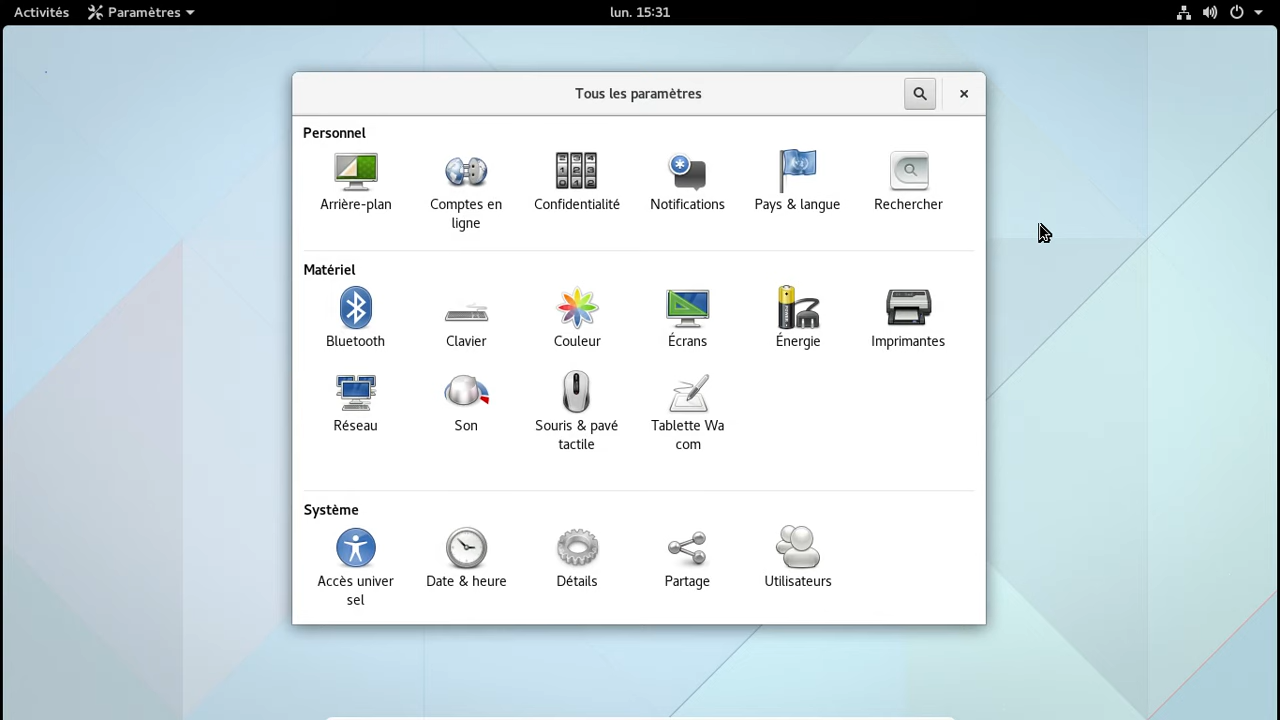 Activités Paramètres lun. 15:31
Tous les paramètres
Personnel
Arrière-plan Comptes en ligne Confidentialité Notifications Pays & langue Rechercher
Matériel
Bluetooth Clavier Couleur Écrans Énergie Imprimantes
Réseau Son Souris & pavé tactile Tablette Wa com
Système
Accès univer sel Date & heure Détails Partage Utilisateurs